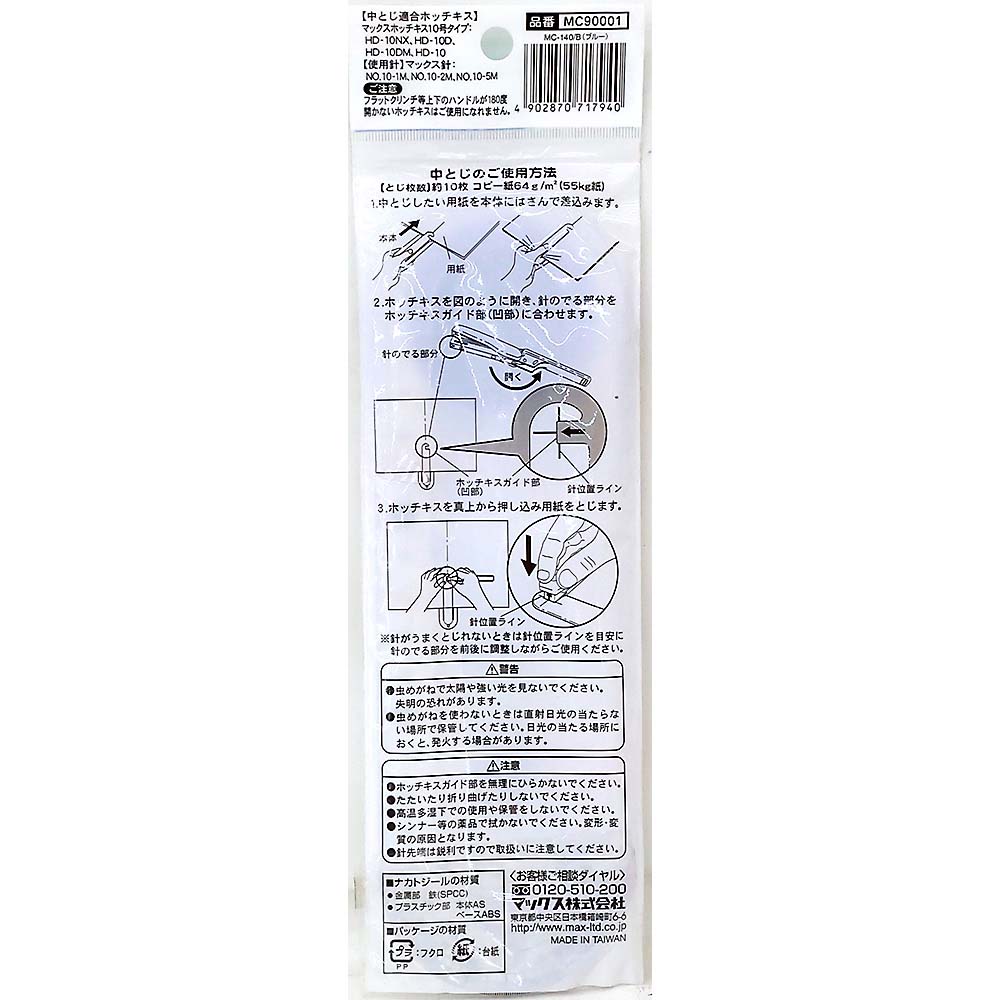 【中とじ適合ホッチキス】
マックスホッチキス10号タイプ:
HD-10NX、HD-10D、
HD-10DM、HD-10
【使用針】マックス針:
NO.10-1M、NO.10-2M、NO.10-5M
ご注意
フラットクリンチ等上下のハンドルが180度
開かないホッチキスはご使用になれません。
品番 MC90001
MC-140/B(ブルー)
4 902870 717940
中とじのご使用方法
【とじ枚数】約10枚 コピー紙64g/m²(55kg紙)
1.中とじしたい用紙を本体にはさんで差込みます。
本体
用紙
2.ホッチキスを図のように開き、針のでる部分を
ホッチキスガイド部(凹部)に合わせます。
針のでる部分
開く
ホッチキスガイド部
(凹部)
針位置ライン
3.ホッチキスを真上から押し込み用紙をとじます。
針位置ライン
※針がうまくとじれないときは針位置ラインを目安に
針のでる部分を前後に調整しながらご使用ください。
⚠警告
●虫めがねで太陽や強い光を見ないでください。
失明の恐れがあります。
●虫めがねを使わないときは直射日光の当たらな
い場所で保管してください。日光の当たる場所に
おくと、発火する場合があります。
⚠注意
●ホッチキスガイド部を無理にひらかないでください。
●たたいたり折り曲げたりしないでください。
●高温多湿下での使用や保管をしないでください。
●シンナー等の薬品で拭かないでください。変形・変
質の原因となります。
●針先端は鋭利ですので取扱いに注意してください。
■ナカトジールの材質
●金属部 鉄(SPCC)
●プラスチック部 本体AS
ベースABS
■パッケージの材質
プラ:フクロ 紙:台紙
PP
〈お客様ご相談ダイヤル〉
0120-510-200
マックス株式会社
東京都中央区日本橋箱崎町6-6
http://www.max-ltd.co.jp
MADE IN TAIWAN